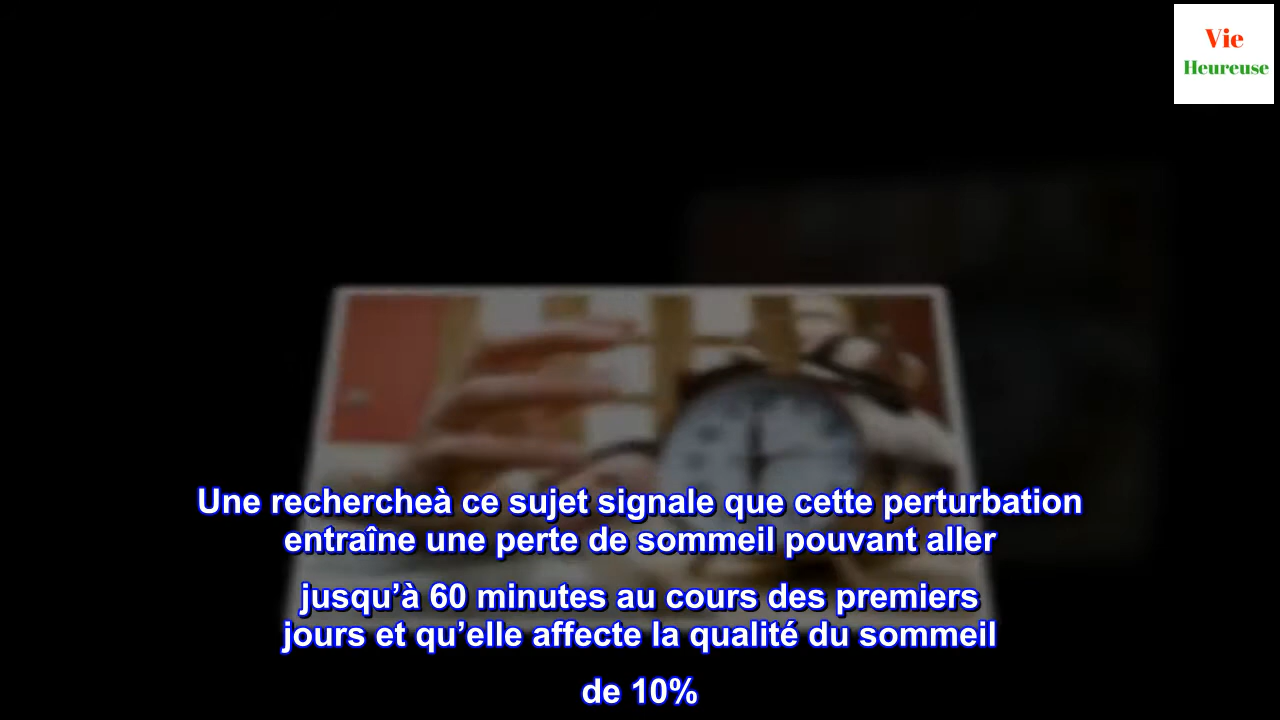 Vie
Heureuse
Une rechercheà ce sujet signale que cette perturbation
entraîne une perte de sommeil pouvant aller
jusqu’à 60 minutes au cours des premiers
jours et qu’elle affecte la qualité du sommeil
de 10%